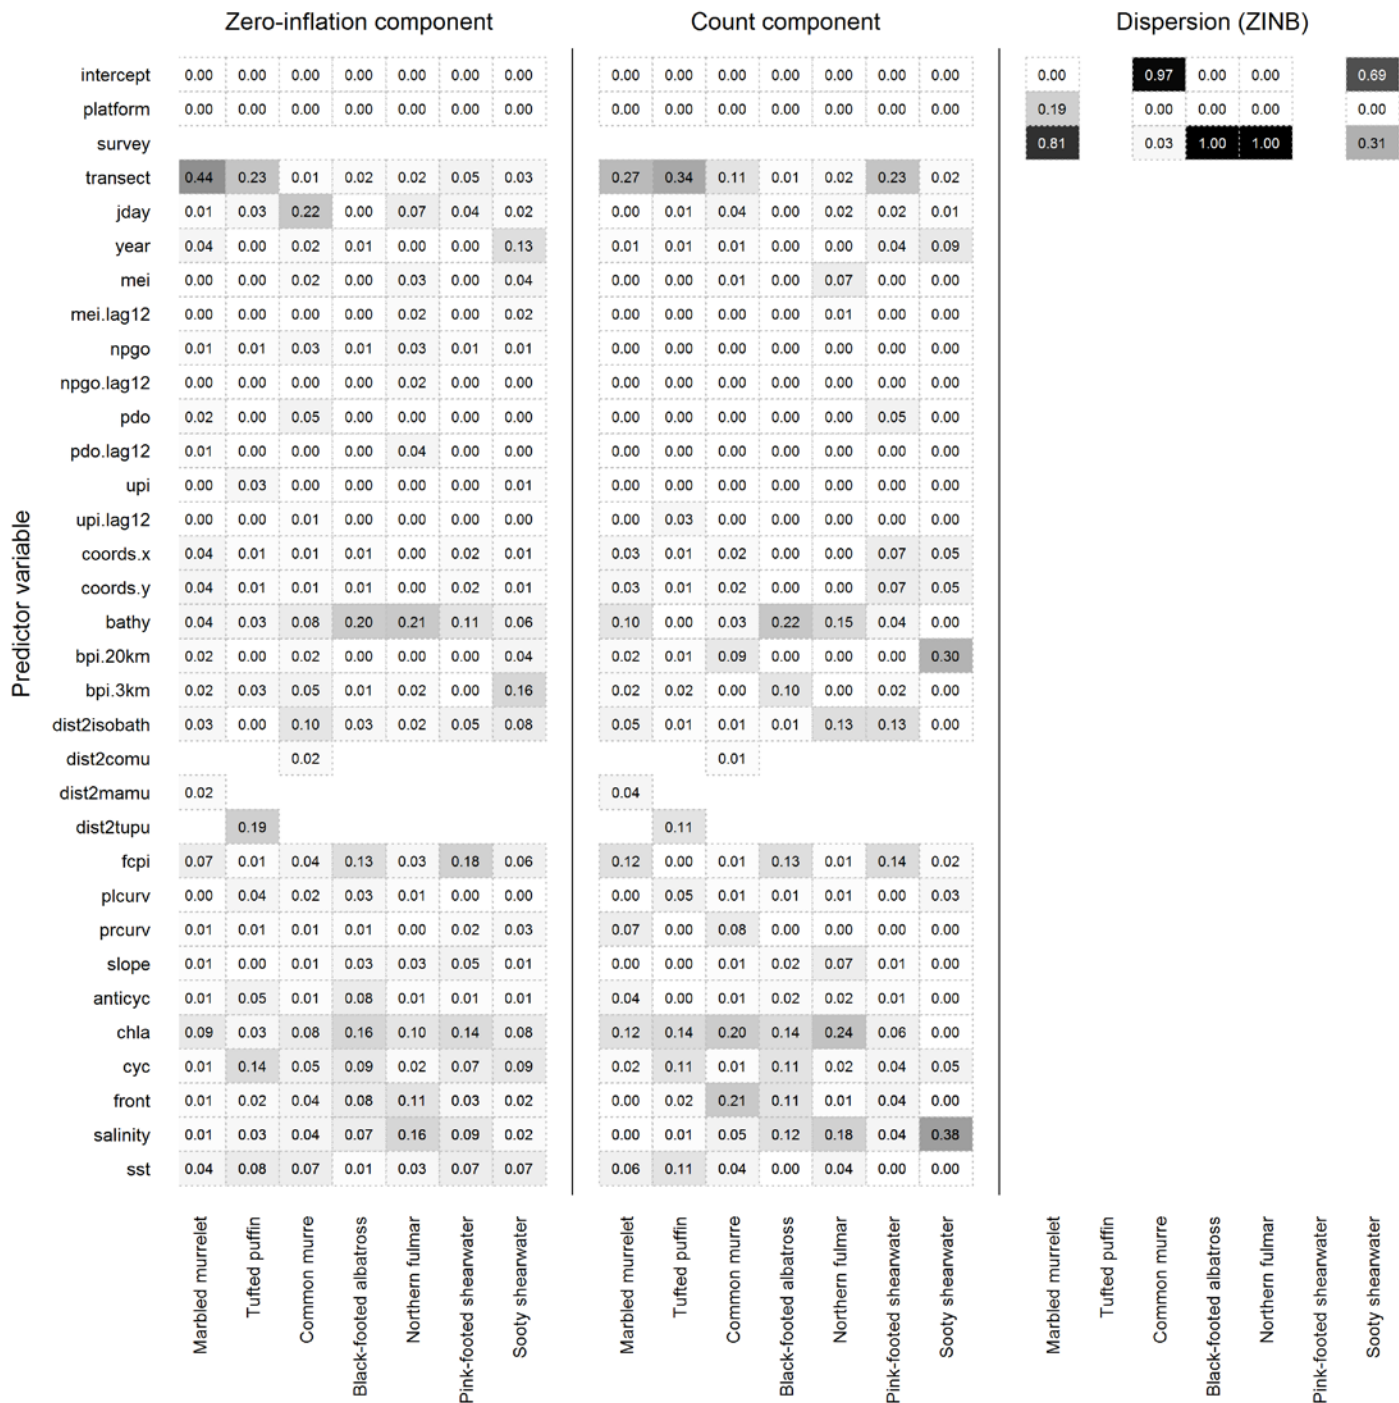 Zero-inflation component Count component Dispersion (ZINB)
intercept 0.00 0.00 0.00 0.00 0.00 0.00 0.00 0.00 0.00 0.00 0.00 0.00 0.00 0.00 0.00 0.97 0.00 0.00 0.69
platform 0.00 0.00 0.00 0.00 0.00 0.00 0.00 0.00 0.00 0.00 0.00 0.00 0.00 0.00 0.19 0.00 0.00 0.00 0.00
survey 0.81 0.03 1.00 1.00 0.31
transect 0.44 0.23 0.01 0.02 0.02 0.05 0.03 0.27 0.34 0.11 0.01 0.02 0.23 0.02
jday 0.01 0.03 0.22 0.00 0.07 0.04 0.02 0.00 0.01 0.04 0.00 0.02 0.02 0.01
year 0.04 0.00 0.02 0.01 0.00 0.00 0.13 0.01 0.01 0.01 0.00 0.00 0.04 0.09
mei 0.00 0.00 0.02 0.00 0.03 0.00 0.04 0.00 0.00 0.01 0.00 0.07 0.00 0.00
mei.lag12 0.00 0.00 0.00 0.00 0.02 0.00 0.02 0.00 0.00 0.00 0.00 0.01 0.00 0.00
npgo 0.01 0.01 0.03 0.01 0.03 0.01 0.01 0.00 0.00 0.00 0.00 0.00 0.00 0.00
npgo.lag12 0.00 0.00 0.00 0.00 0.02 0.00 0.00 0.00 0.00 0.00 0.00 0.00 0.00 0.00
pdo 0.02 0.00 0.05 0.00 0.00 0.00 0.00 0.00 0.00 0.00 0.00 0.00 0.05 0.00
pdo.lag12 0.01 0.00 0.00 0.00 0.04 0.00 0.00 0.00 0.00 0.00 0.00 0.00 0.00 0.00
upi 0.00 0.03 0.00 0.00 0.00 0.00 0.01 0.00 0.00 0.00 0.00 0.00 0.00 0.00
upi.lag12 0.00 0.00 0.01 0.00 0.00 0.00 0.00 0.00 0.03 0.00 0.00 0.00 0.00 0.00
coords.x 0.04 0.01 0.01 0.01 0.00 0.02 0.01 0.03 0.01 0.02 0.00 0.00 0.07 0.05
coords.y 0.04 0.01 0.01 0.01 0.00 0.02 0.01 0.03 0.01 0.02 0.00 0.00 0.07 0.05
bathy 0.04 0.03 0.08 0.20 0.21 0.11 0.06 0.10 0.00 0.03 0.22 0.15 0.04 0.00
bpi.20km 0.02 0.00 0.02 0.00 0.00 0.00 0.04 0.02 0.01 0.09 0.00 0.00 0.00 0.30
bpi.3km 0.02 0.03 0.05 0.01 0.02 0.00 0.16 0.02 0.02 0.00 0.10 0.00 0.02 0.00
dist2isobath 0.03 0.00 0.10 0.03 0.02 0.05 0.08 0.05 0.01 0.01 0.01 0.13 0.13 0.00
dist2comu 0.02 0.01
dist2mamu 0.02 0.04
dist2tupu 0.19 0.11
fcpi 0.07 0.01 0.04 0.13 0.03 0.18 0.06 0.12 0.00 0.01 0.13 0.01 0.14 0.02
plcurv 0.00 0.04 0.02 0.03 0.01 0.00 0.00 0.00 0.05 0.01 0.01 0.01 0.00 0.03
prcurv 0.01 0.01 0.01 0.01 0.00 0.02 0.03 0.07 0.00 0.08 0.00 0.00 0.00 0.00
slope 0.01 0.00 0.01 0.03 0.03 0.05 0.01 0.00 0.00 0.01 0.02 0.07 0.01 0.00
anticyc 0.01 0.05 0.01 0.08 0.01 0.01 0.01 0.04 0.00 0.01 0.02 0.02 0.01 0.00
chla 0.09 0.03 0.08 0.16 0.10 0.14 0.08 0.12 0.14 0.20 0.14 0.24 0.06 0.00
cyc 0.01 0.14 0.05 0.09 0.02 0.07 0.09 0.02 0.11 0.01 0.11 0.02 0.04 0.05
front 0.01 0.02 0.04 0.08 0.11 0.03 0.02 0.00 0.02 0.21 0.11 0.01 0.04 0.00
salinity 0.01 0.03 0.04 0.07 0.16 0.09 0.02 0.00 0.01 0.05 0.12 0.18 0.04 0.38
sst 0.04 0.08 0.07 0.01 0.03 0.07 0.07 0.06 0.11 0.04 0.00 0.04 0.00 0.00
Predictor variable
Marbled murrelet
Tufted puffin
Common murre
Black-footed albatross
Northern fulmar
Pink-footed shearwater
Sooty shearwater
Marbled murrelet
Tufted puffin
Common murre
Black-footed albatross
Northern fulmar
Pink-footed shearwater
Sooty shearwater
Marbled murrelet
Tufted puffin
Common murre
Black-footed albatross
Northern fulmar
Pink-footed shearwater
Sooty shearwater